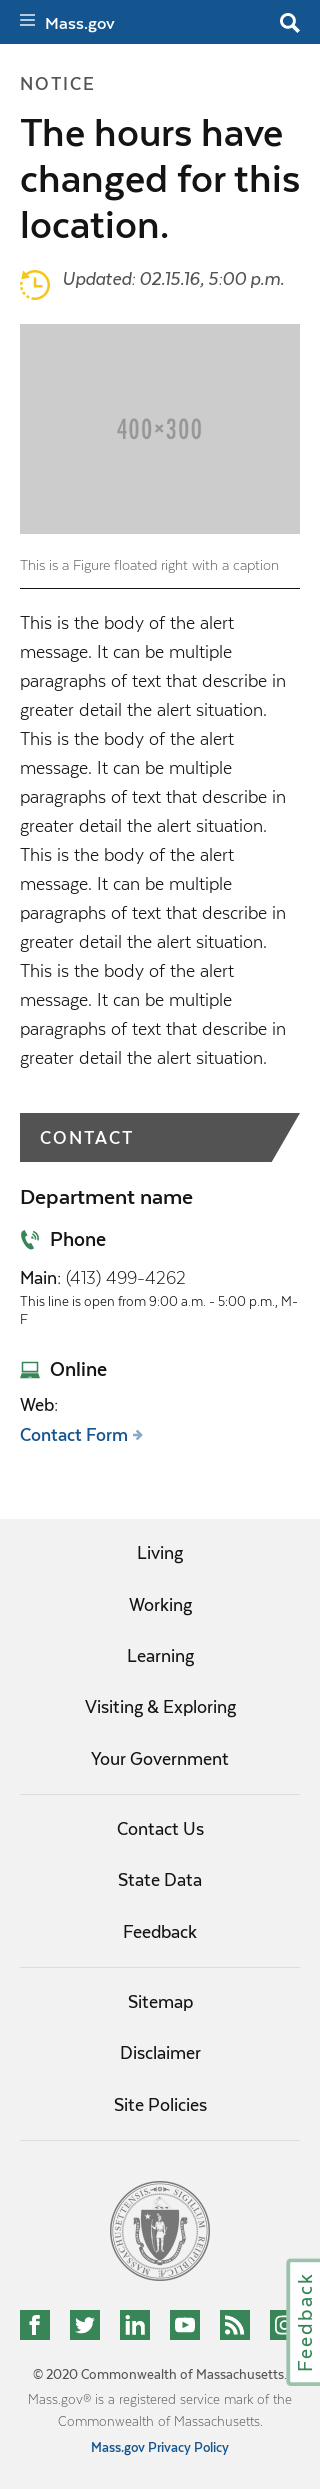 Mass.gov
NOTICE
The hours have
changed for this
location.
Updated: 02.15.16, 5:00 p.m.
400×300
This is a Figure floated right with a caption
This is the body of the alert
message. It can be multiple
paragraphs of text that describe in
greater detail the alert situation.
This is the body of the alert
message. It can be multiple
paragraphs of text that describe in
greater detail the alert situation.
This is the body of the alert
message. It can be multiple
paragraphs of text that describe in
greater detail the alert situation.
This is the body of the alert
message. It can be multiple
paragraphs of text that describe in
greater detail the alert situation.
CONTACT
Department name
Phone
Main: (413) 499-4262
This line is open from 9:00 a.m. - 5:00 p.m., M-
F
Online
Web:
Contact Form
Living
Working
Learning
Visiting & Exploring
Your Government
Contact Us
State Data
Feedback
Sitemap
Disclaimer
Site Policies
Feedback
© 2020 Commonwealth of Massachusetts.
Mass.gov® is a registered service mark of the
Commonwealth of Massachusetts.
Mass.gov Privacy Policy